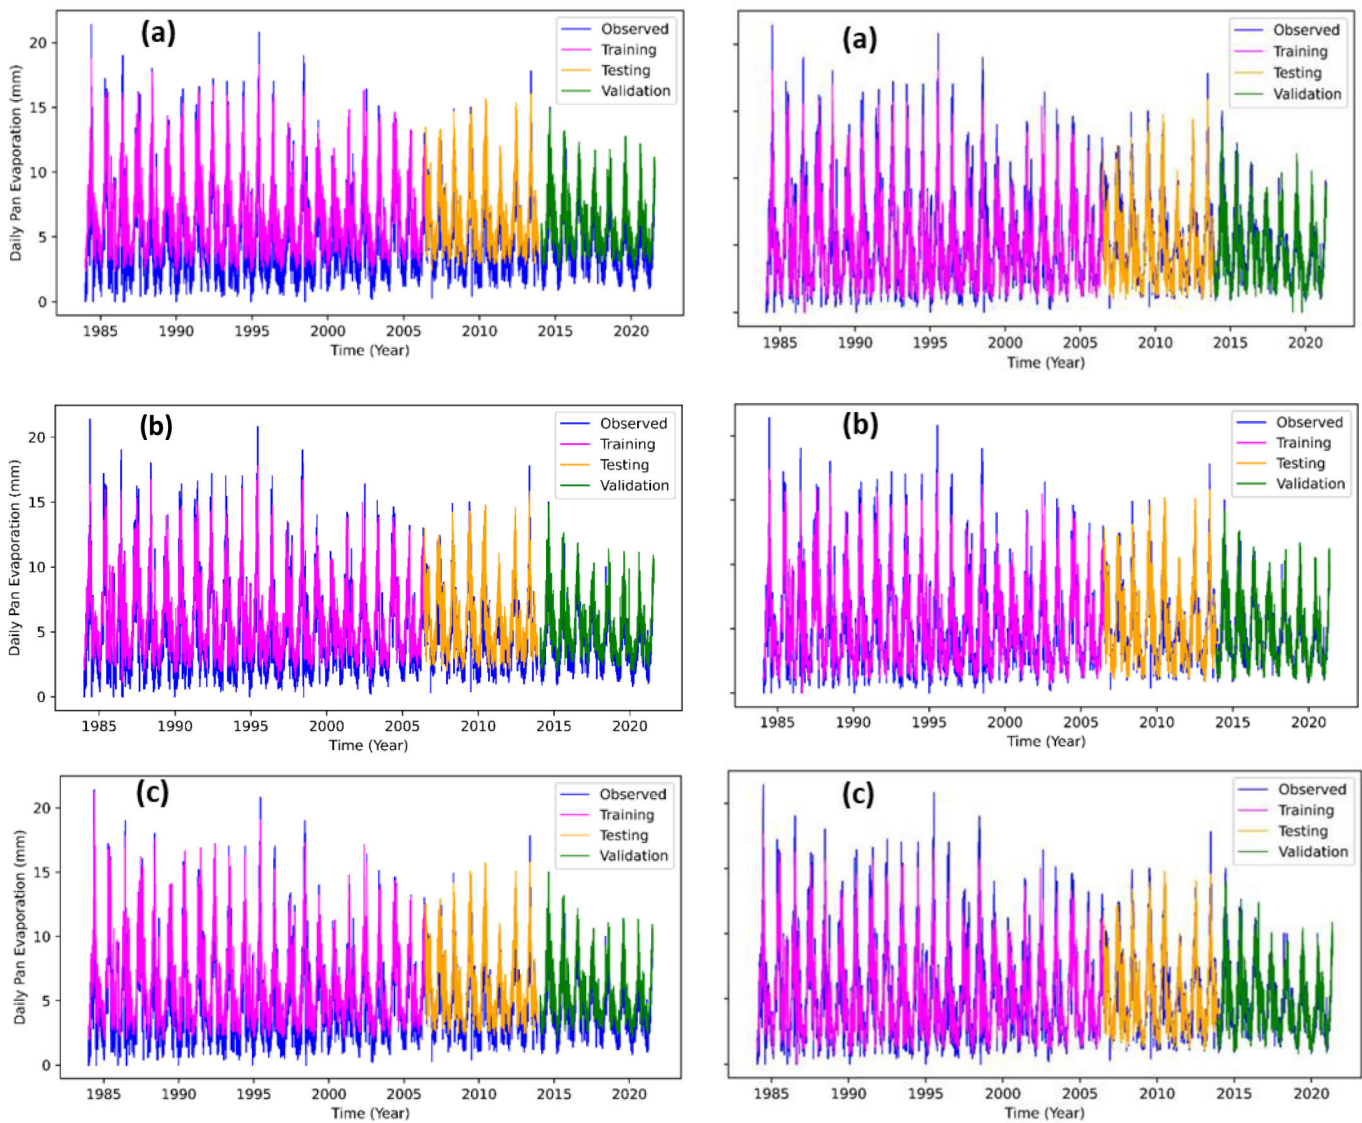 (a)
Observed
Training
Testing
Validation
Daily Pan Evaporation (mm)
20
15
10
5
0
1985 1990 1995 2000 2005 2010 2015 2020
Time (Year)
(a)
Observed
Training
Testing
Validation
1985 1990 1995 2000 2005 2010 2015 2020
Time (Year)
(b)
Observed
Training
Testing
Validation
Daily Pan Evaporation (mm)
20
15
10
5
0
1985 1990 1995 2000 2005 2010 2015 2020
Time (Year)
(b)
Observed
Training
Testing
Validation
1985 1990 1995 2000 2005 2010 2015 2020
Time (Year)
(c)
Observed
Training
Testing
Validation
Daily Pan Evaporation (mm)
20
15
10
5
0
1985 1990 1995 2000 2005 2010 2015 2020
Time (Year)
(c)
Observed
Training
Testing
Validation
1985 1990 1995 2000 2005 2010 2015 2020
Time (Year)